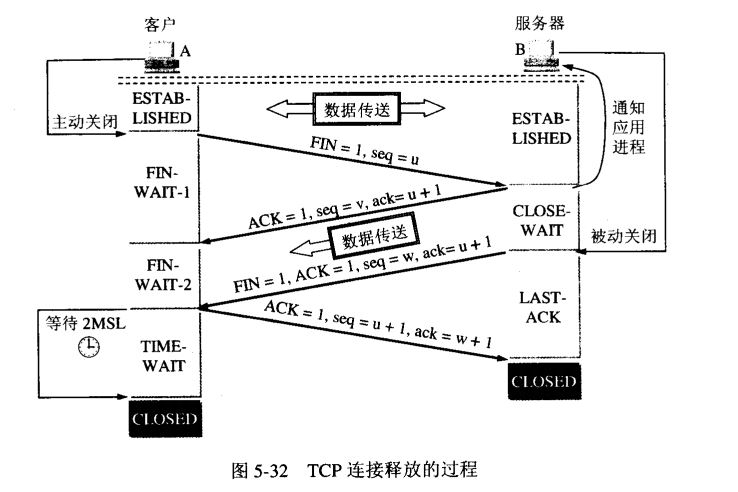 客户
服务器
A
B
ESTAB-
LISHED
数据传送
主动关闭
FIN = 1, seq = u
ESTAB-
LISHED
通知
应用
进程
FIN-
WAIT-1
ACK = 1, seq = v, ack= u + 1
CLOSE-
WAIT
数据传送
被动关闭
FIN-
WAIT-2
FIN = 1, ACK = 1, seq = w, ack= u + 1
LAST-
ACK
等待 2MSL
ACK = 1, seq = u + 1, ack = w + 1
TIME-
WAIT
CLOSED
CLOSED
图 5-32 TCP 连接释放的过程